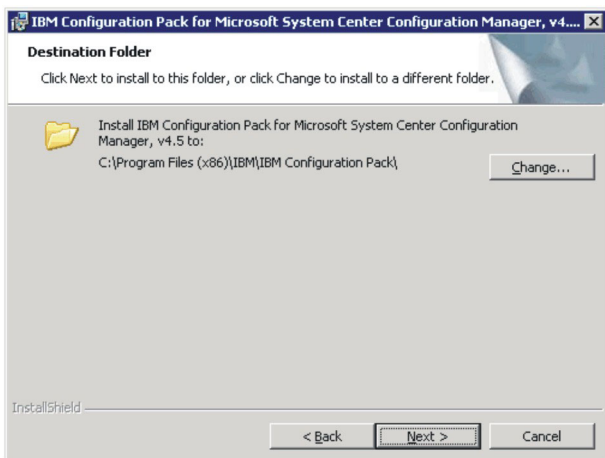 IBM Configuration Pack for Microsoft System Center Configuration Manager, v4....
Destination Folder
Click Next to install to this folder, or click Change to install to a different folder.
Install IBM Configuration Pack for Microsoft System Center Configuration
Manager, v4.5 to:
C:\Program Files (x86)\IBM\IBM Configuration Pack\
Change...
InstallShield
< Back
Next >
Cancel